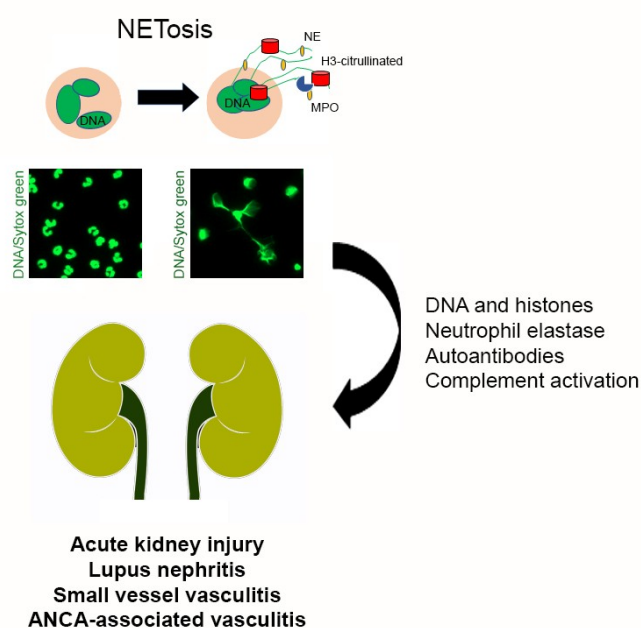 NETosis
NE
H3-citrullinated
DNA
DNA
MPO
DNA/Sytox green
DNA/Sytox green
DNA and histones
Neutrophil elastase
Autoantibodies
Complement activation
Acute kidney injury
Lupus nephritis
Small vessel vasculitis
ANCA-associated vasculitis